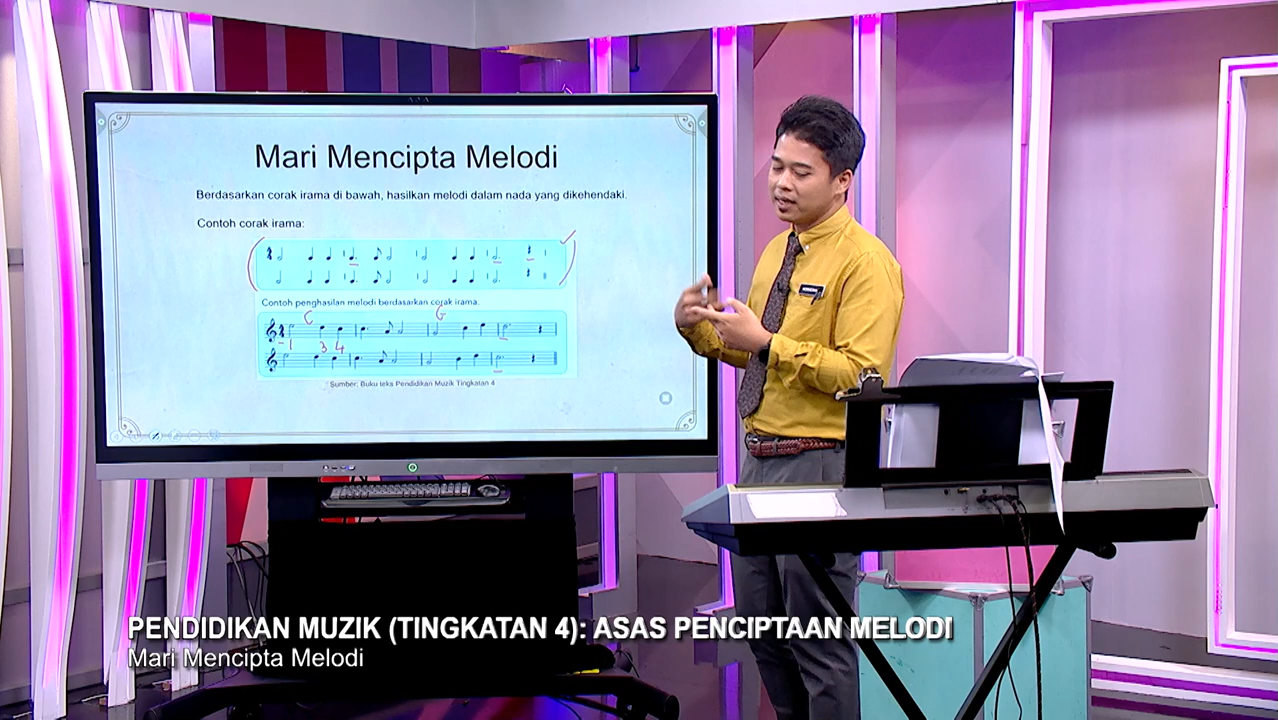 Mari Mencipta Melodi
Berdasarkan corak irama di bawah, hasilkan melodi dalam nada yang dikehendaki.
Contoh corak irama:
Contoh penghasilan melodi berdasarkan corak irama.
C G
1 3 4
Sumber: Buku teks Pendidikan Muzik Tingkatan 4
PENDIDIKAN MUZIK (TINGKATAN 4): ASAS PENCIPTAAN MELODI
Mari Mencipta Melodi